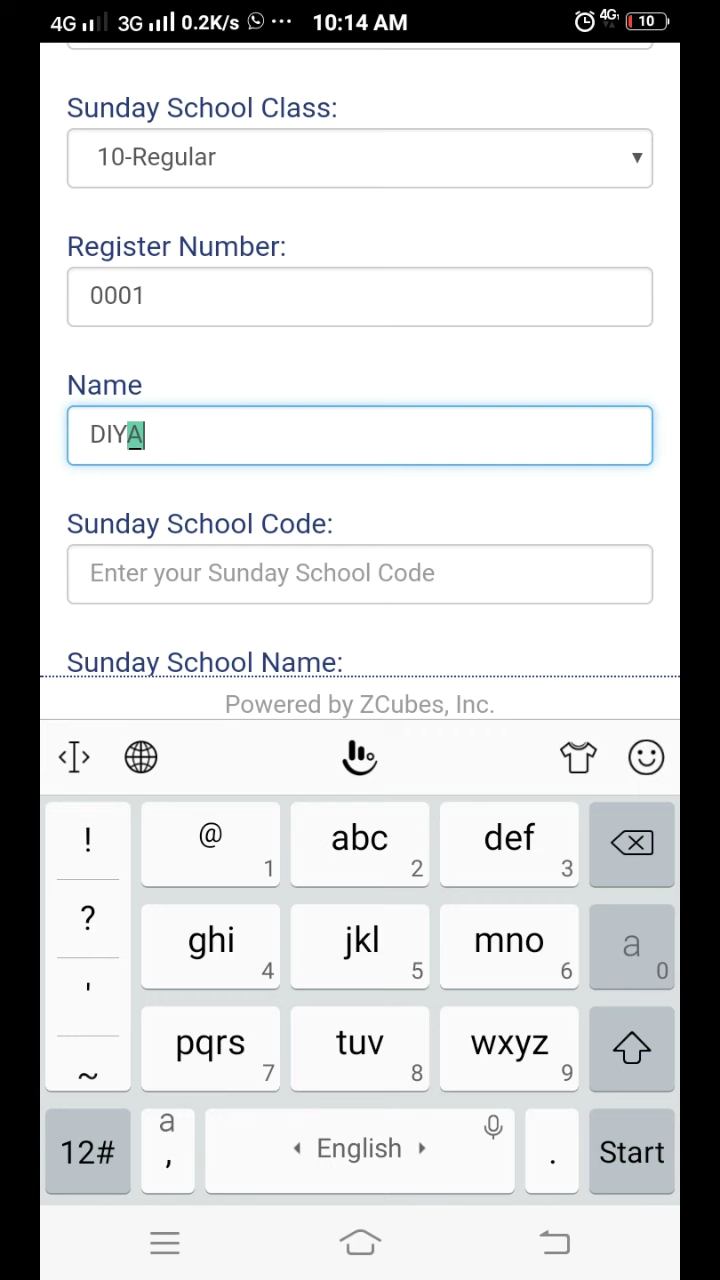 4G 3G 0.2K/s ... 10:14 AM 4G 10
Sunday School Class:
10-Regular
Register Number:
0001
Name
DIYA
Sunday School Code:
Enter your Sunday School Code
Sunday School Name:
Powered by ZCubes, Inc.
! @ 1 abc 2 def 3
? ghi 4 jkl 5 mno 6 a 0
' pqrs 7 tuv 8 wxyz 9
~
12# a , English . Start